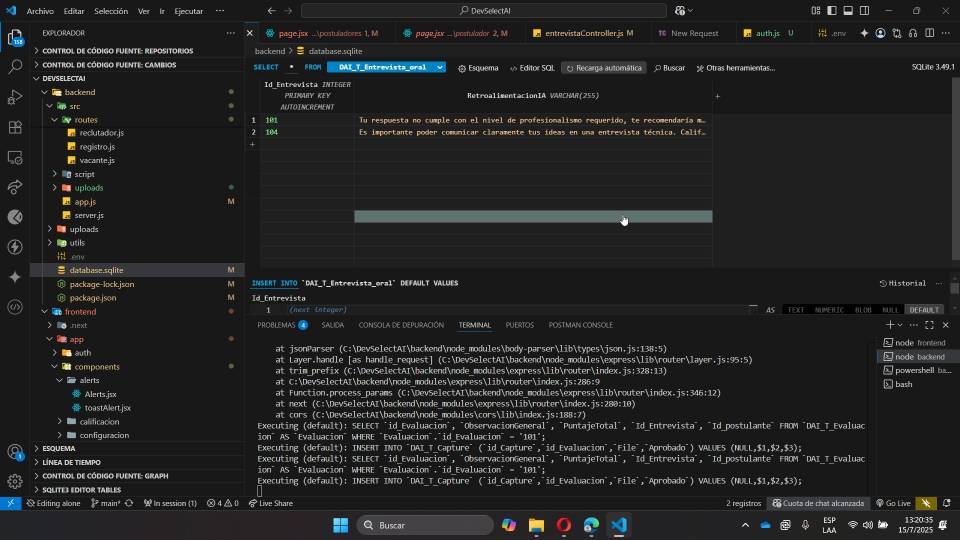 Archivo Editar Selección Ver Ir Ejecutar ··· DevSelectAI
EXPLORADOR ···
page.jsx ...\postuladores 1, M page.jsx ...\postulador 2, M entrevistaController.js M New Request auth.js U .env
CONTROL DE CÓDIGO FUENTE: REPOSITORIOS
CONTROL DE CÓDIGO FUENTE: CAMBIOS
DEVSELECTAI
backend
src
routes
reclutador.js
registro.js
vacante.js
script
uploads
app.js M
server.js
uploads
utils
.env
database.sqlite M
package-lock.json M
package.json M
frontend
.next
app
auth
components
alerts
Alerts.jsx
toastAlert.jsx
calificacion
configuracion
ESQUEMA
LÍNEA DE TIEMPO
CONTROL DE CÓDIGO FUENTE: GRAPH
SQLITE3 EDITOR TABLES
backend > database.sqlite
SELECT * FROM DAI_T_Entrevista_oral Esquema Editor SQL Recarga automática Buscar Otras herramientas... SQLite 3.49.1
Id_Entrevista INTEGER PRIMARY KEY AUTOINCREMENT RetroalimentacionIA VARCHAR(255) +
1 101 Tu respuesta no cumple con el nivel de profesionalismo requerido, te recomendaría m…
2 104 Es importante poder comunicar claramente tus ideas en una entrevista técnica. Calif…
+
INSERT INTO `DAI_T_Entrevista_oral` DEFAULT VALUES Historial ···
Id_Entrevista
1 (next integer) AS TEXT NUMERIC BLOB NULL DEFAULT
PROBLEMAS 4 SALIDA CONSOLA DE DEPURACIÓN TERMINAL PUERTOS POSTMAN CONSOLE
at jsonParser (C:\DevSelectAI\backend\node_modules\body-parser\lib\types\json.js:138:5)
at Layer.handle [as handle_request] (C:\DevSelectAI\backend\node_modules\express\lib\router\layer.js:95:5)
at trim_prefix (C:\DevSelectAI\backend\node_modules\express\lib\router\index.js:328:13)
at C:\DevSelectAI\backend\node_modules\express\lib\router\index.js:286:9
at Function.process_params (C:\DevSelectAI\backend\node_modules\express\lib\router\index.js:346:12)
at next (C:\DevSelectAI\backend\node_modules\express\lib\router\index.js:280:10)
at cors (C:\DevSelectAI\backend\node_modules\cors\lib\index.js:188:7)
Executing (default): SELECT `id_Evaluacion`, `ObservacionGeneral`, `PuntajeTotal`, `Id_Entrevista`, `Id_postulante` FROM `DAI_T_Evaluac
ion` AS `Evaluacion` WHERE `Evaluacion`.`id_Evaluacion` = '101';
Executing (default): INSERT INTO `DAI_T_Capture` (`id_Capture`,`id_Evaluacion`,`File`,`Aprobado`) VALUES (NULL,$1,$2,$3);
Executing (default): SELECT `id_Evaluacion`, `ObservacionGeneral`, `PuntajeTotal`, `Id_Entrevista`, `Id_postulante` FROM `DAI_T_Evaluac
ion` AS `Evaluacion` WHERE `Evaluacion`.`id_Evaluacion` = '101';
Executing (default): INSERT INTO `DAI_T_Capture` (`id_Capture`,`id_Evaluacion`,`File`,`Aprobado`) VALUES (NULL,$1,$2,$3);
node frontend
node backend
powershell ba...
bash
Editing alone main* In session (1) 4 0 Live Share 2 registros Cuota de chat alcanzada Go Live
Buscar
ESP
LAA
13:20:35
15/7/2025